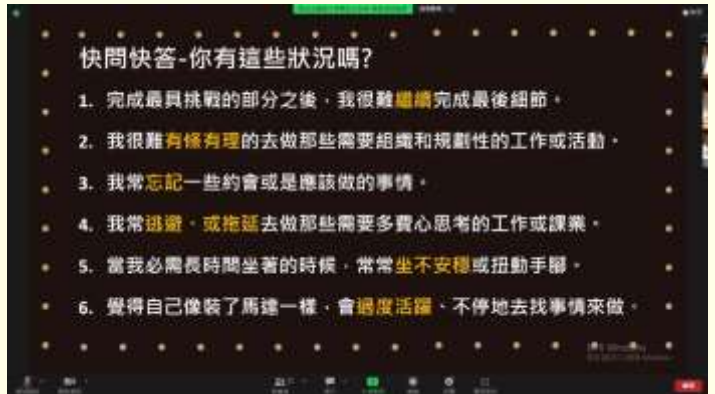 快問快答-你有這些狀況嗎?
1. 完成最具挑戰的部分之後，我很難繼續完成最後細節。
2. 我很難有條有理的去做那些需要組織和規劃性的工作或活動。
3. 我常忘記一些約會或是應該做的事情。
4. 我常逃避、或拖延去做那些需要多費心思考的工作或課業。
5. 當我必需長時間坐著的時候，常常坐不安穩或扭動手腳。
6. 覺得自己像裝了馬達一樣，會過度活躍、不停地去找事情來做。